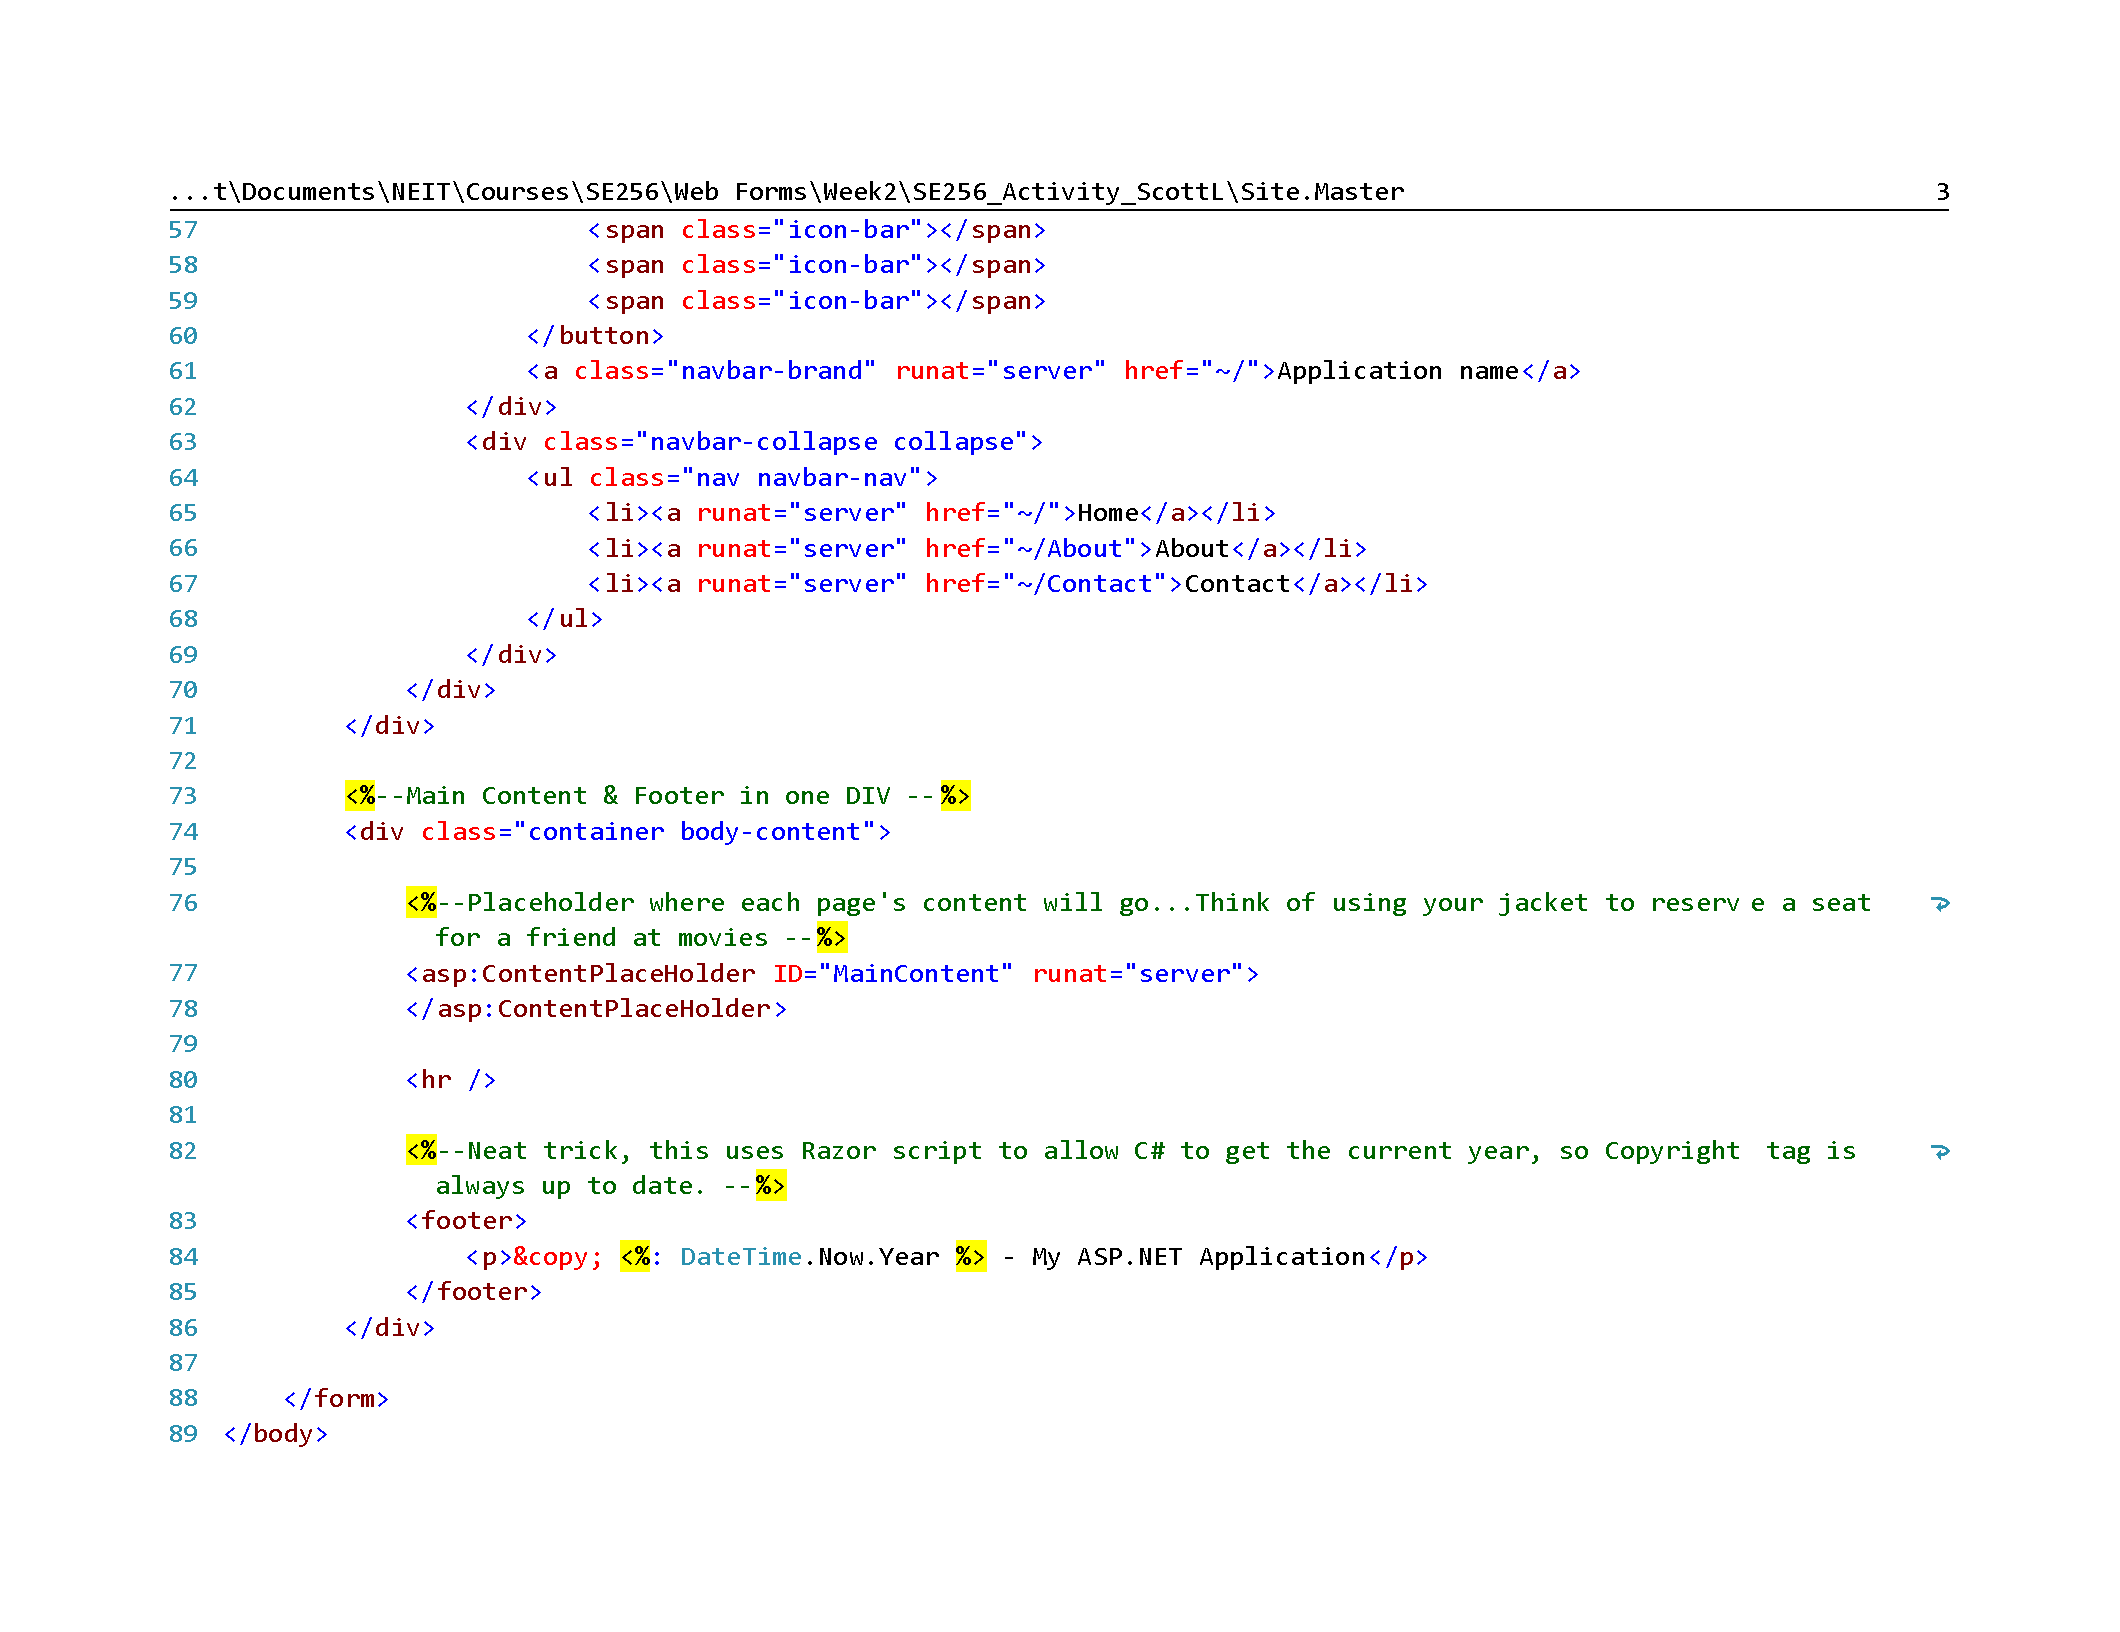 ...t\Documents\NEIT\Courses\SE256\Web Forms\Week2\SE256_Activity_ScottL\Site.Master 3
57 <span class="icon-bar"></span>
58 <span class="icon-bar"></span>
59 <span class="icon-bar"></span>
60 </button>
61 <a class="navbar-brand" runat="server" href="~/">Application name</a>
62 </div>
63 <div class="navbar-collapse collapse">
64 <ul class="nav navbar-nav">
65 <li><a runat="server" href="~/">Home</a></li>
66 <li><a runat="server" href="~/About">About</a></li>
67 <li><a runat="server" href="~/Contact">Contact</a></li>
68 </ul>
69 </div>
70 </div>
71 </div>
72
73 <%--Main Content & Footer in one DIV --%>
74 <div class="container body-content">
75
76 <%--Placeholder where each page's content will go...Think of using your jacket to reserve a seat
for a friend at movies --%>
77 <asp:ContentPlaceHolder ID="MainContent" runat="server">
78 </asp:ContentPlaceHolder>
79
80 <hr />
81
82 <%--Neat trick, this uses Razor script to allow C# to get the current year, so Copyright tag is
always up to date. --%>
83 <footer>
84 <p>&copy; <%: DateTime.Now.Year %> - My ASP.NET Application</p>
85 </footer>
86 </div>
87
88 </form>
89 </body>